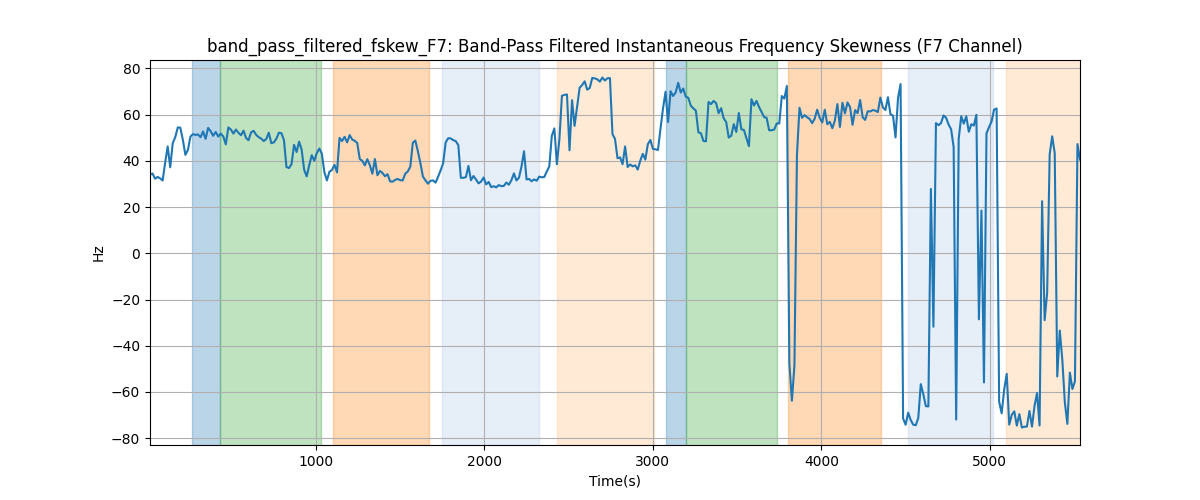 band_pass_filtered_fskew_F7: Band-Pass Filtered Instantaneous Frequency Skewness (F7 Channel)
80
60
40
20
0
−20
−40
−60
−80
Hz
1000 2000 3000 4000 5000
Time(s)